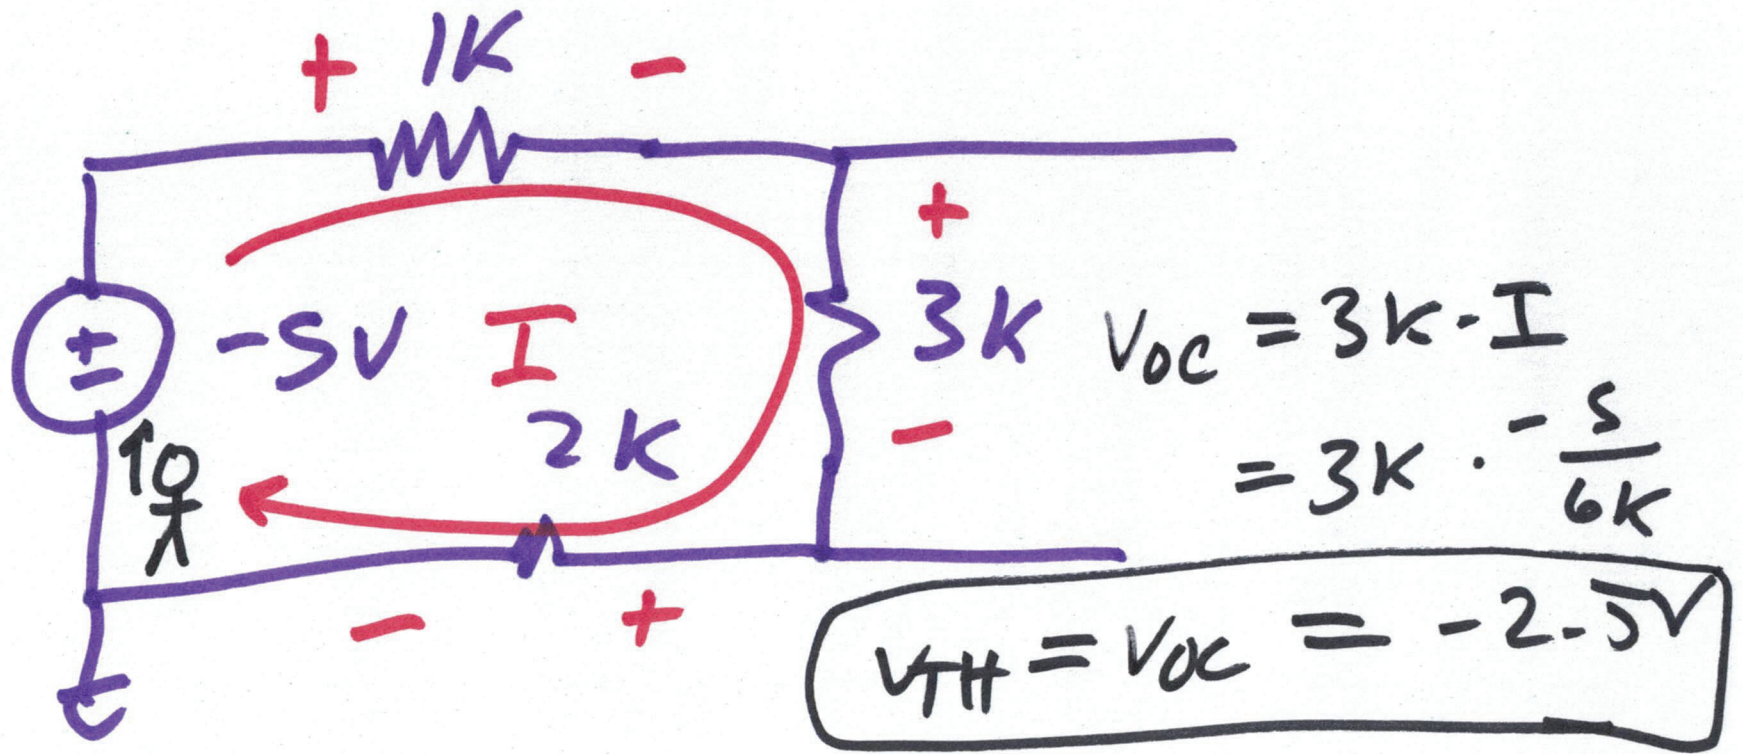 + 1K -
+
-5V I 3K VOC = 3K · I
±
2K
- = 3K · - 5/6K
- +
VTH = VOC = -2.5V